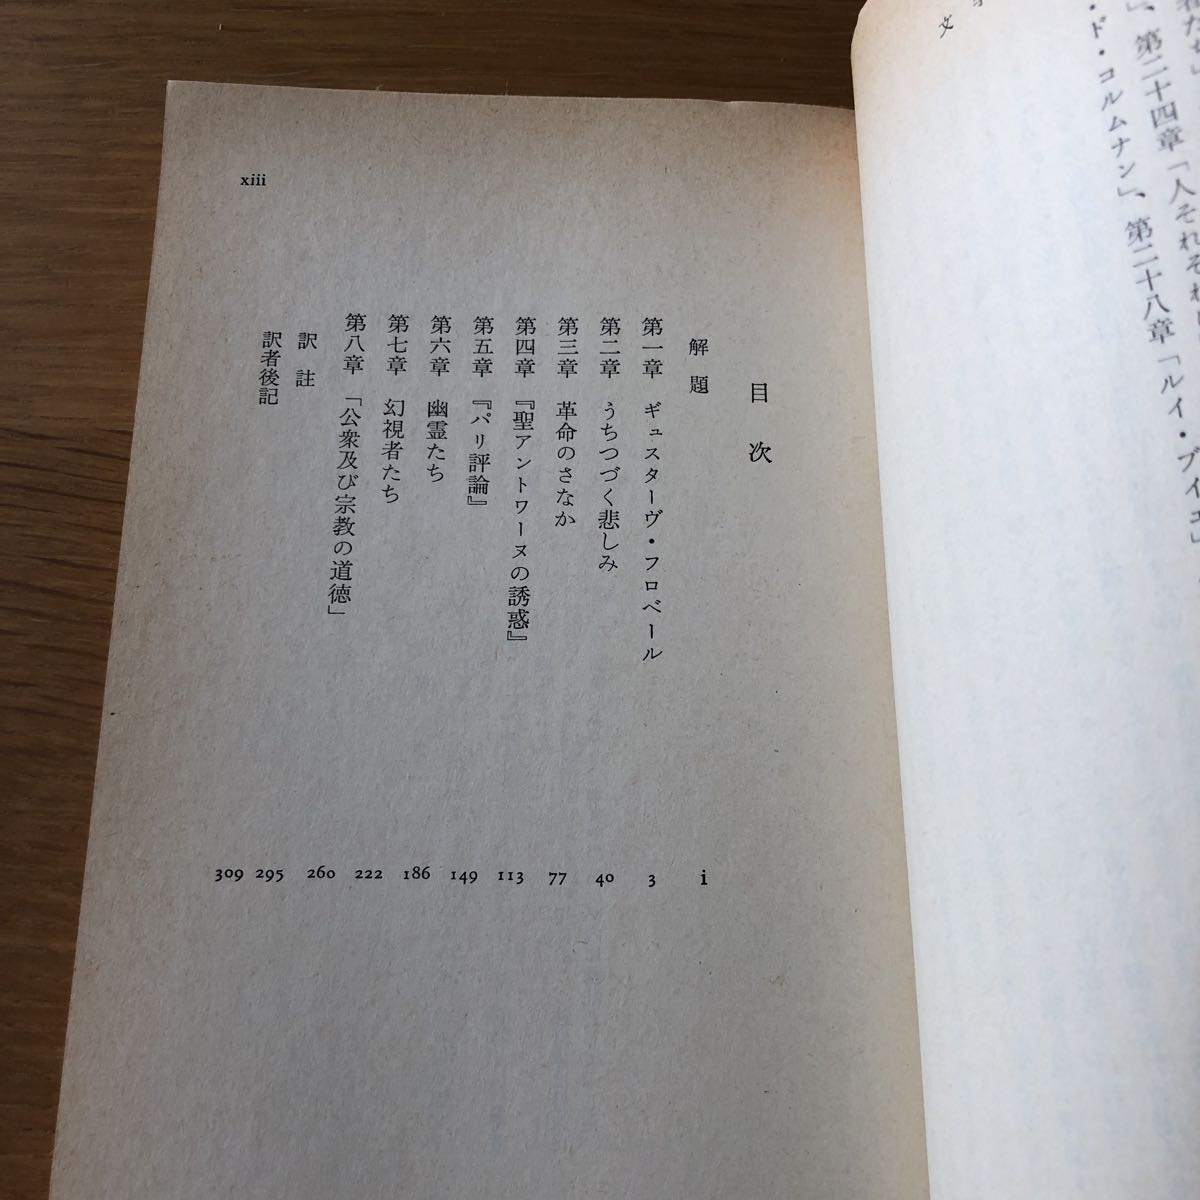 文
、第二十四章「人それぞれ
・ド・コルムナン」、第二十八章「ルイ・ブイエ」
目次
解題 i
第一章 ギュスターヴ・フロベール 3
第二章 うちつづく悲しみ 40
第三章 革命のさなか 77
第四章 『聖アントワーヌの誘惑』 113
第五章 『パリ評論』 149
第六章 幽霊たち 186
第七章 幻視者たち 222
第八章 「公衆及び宗教の道徳」 260
訳註 295
訳者後記 309
xiii